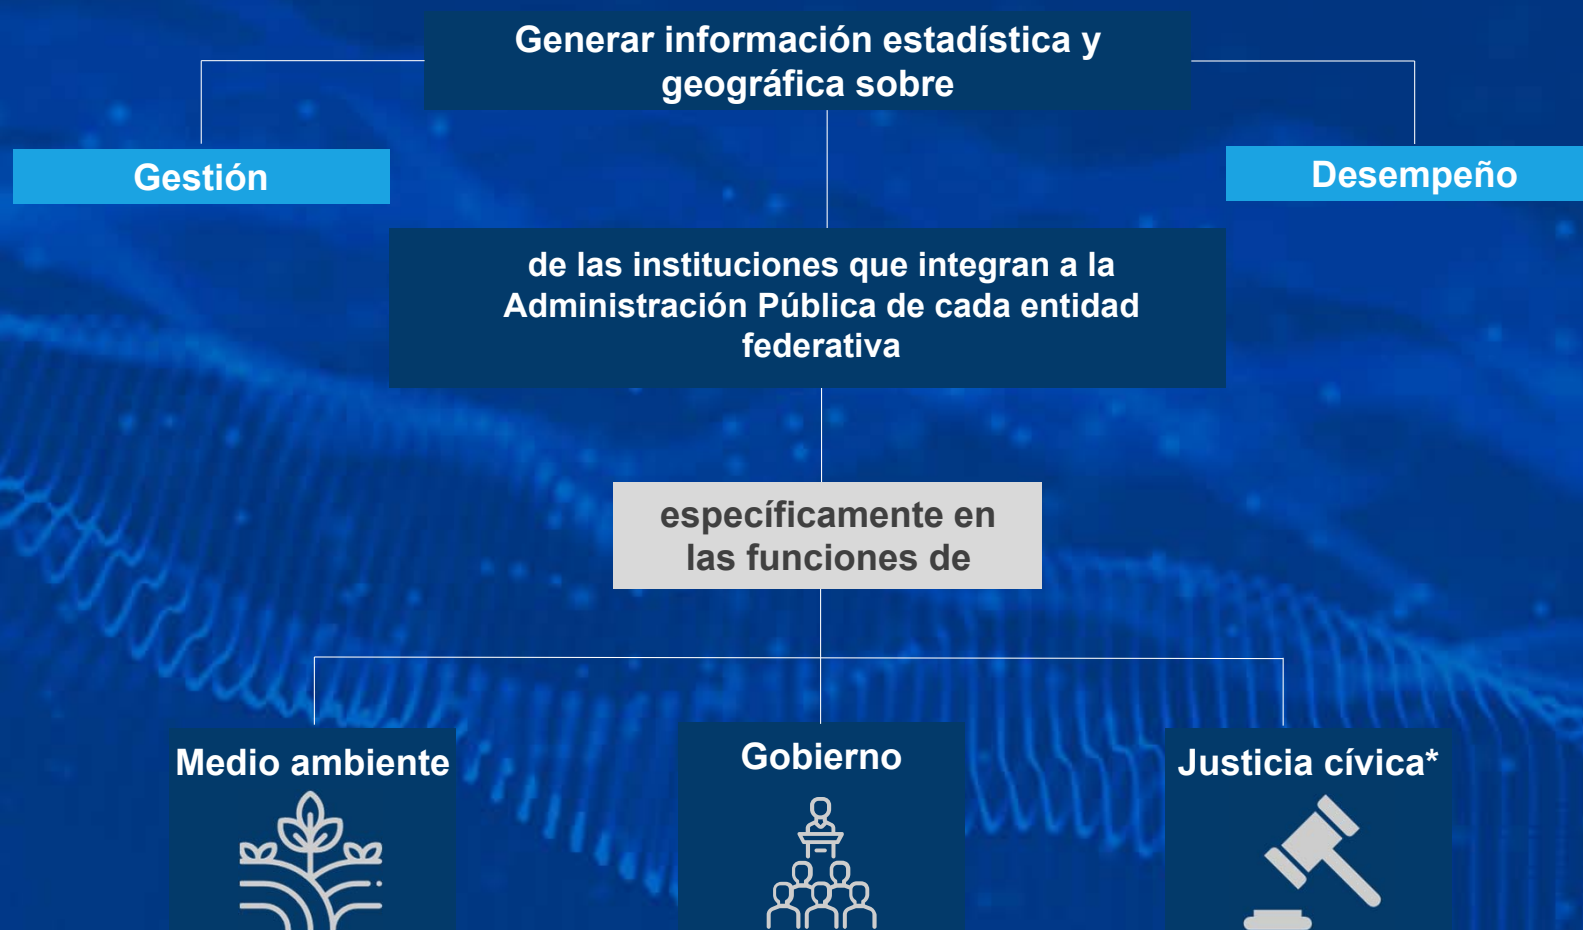 Generar información estadística y
geográfica sobre
Gestión
Desempeño
de las instituciones que integran a la
Administración Pública de cada entidad
federativa
específicamente en
las funciones de
Medio ambiente
Gobierno
Justicia cívica*